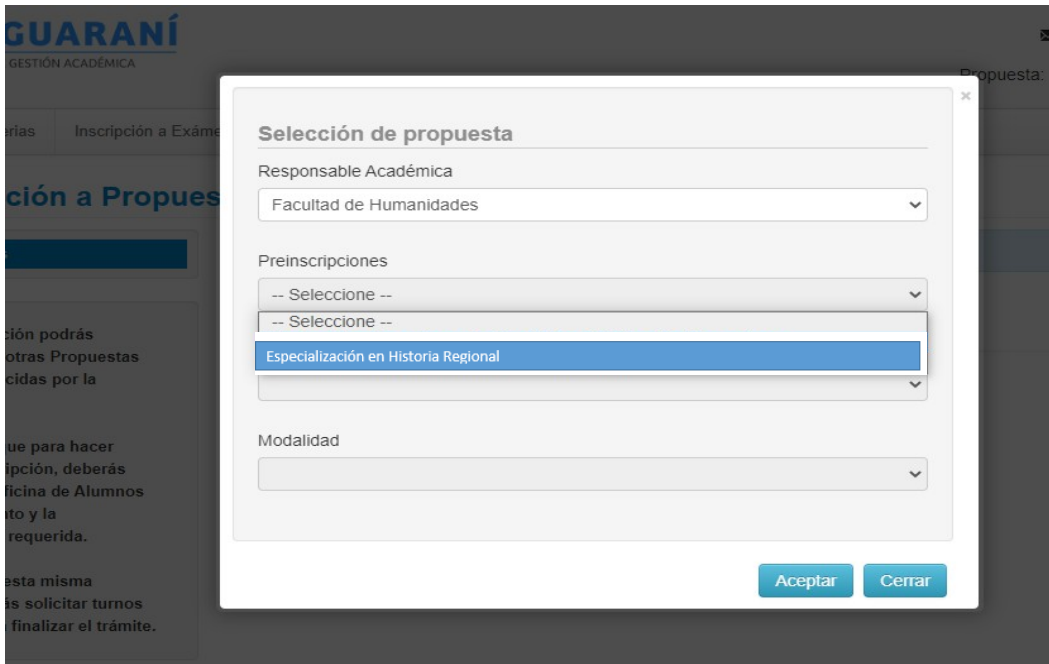 GUARANÍ
GESTIÓN ACADÉMICA
Propuesta:
Inscripción a Exáme
ción a Propues
×
Selección de propuesta
Responsable Académica
Facultad de Humanidades
Preinscripciones
-- Seleccione --
-- Seleccione --
Especialización en Historia Regional
Modalidad
Aceptar Cerrar
ción podrás
otras Propuestas
cidas por la
ue para hacer
ipción, deberás
ficina de Alumnos
nto y la
requerida.
esta misma
ás solicitar turnos
finalizar el trámite.